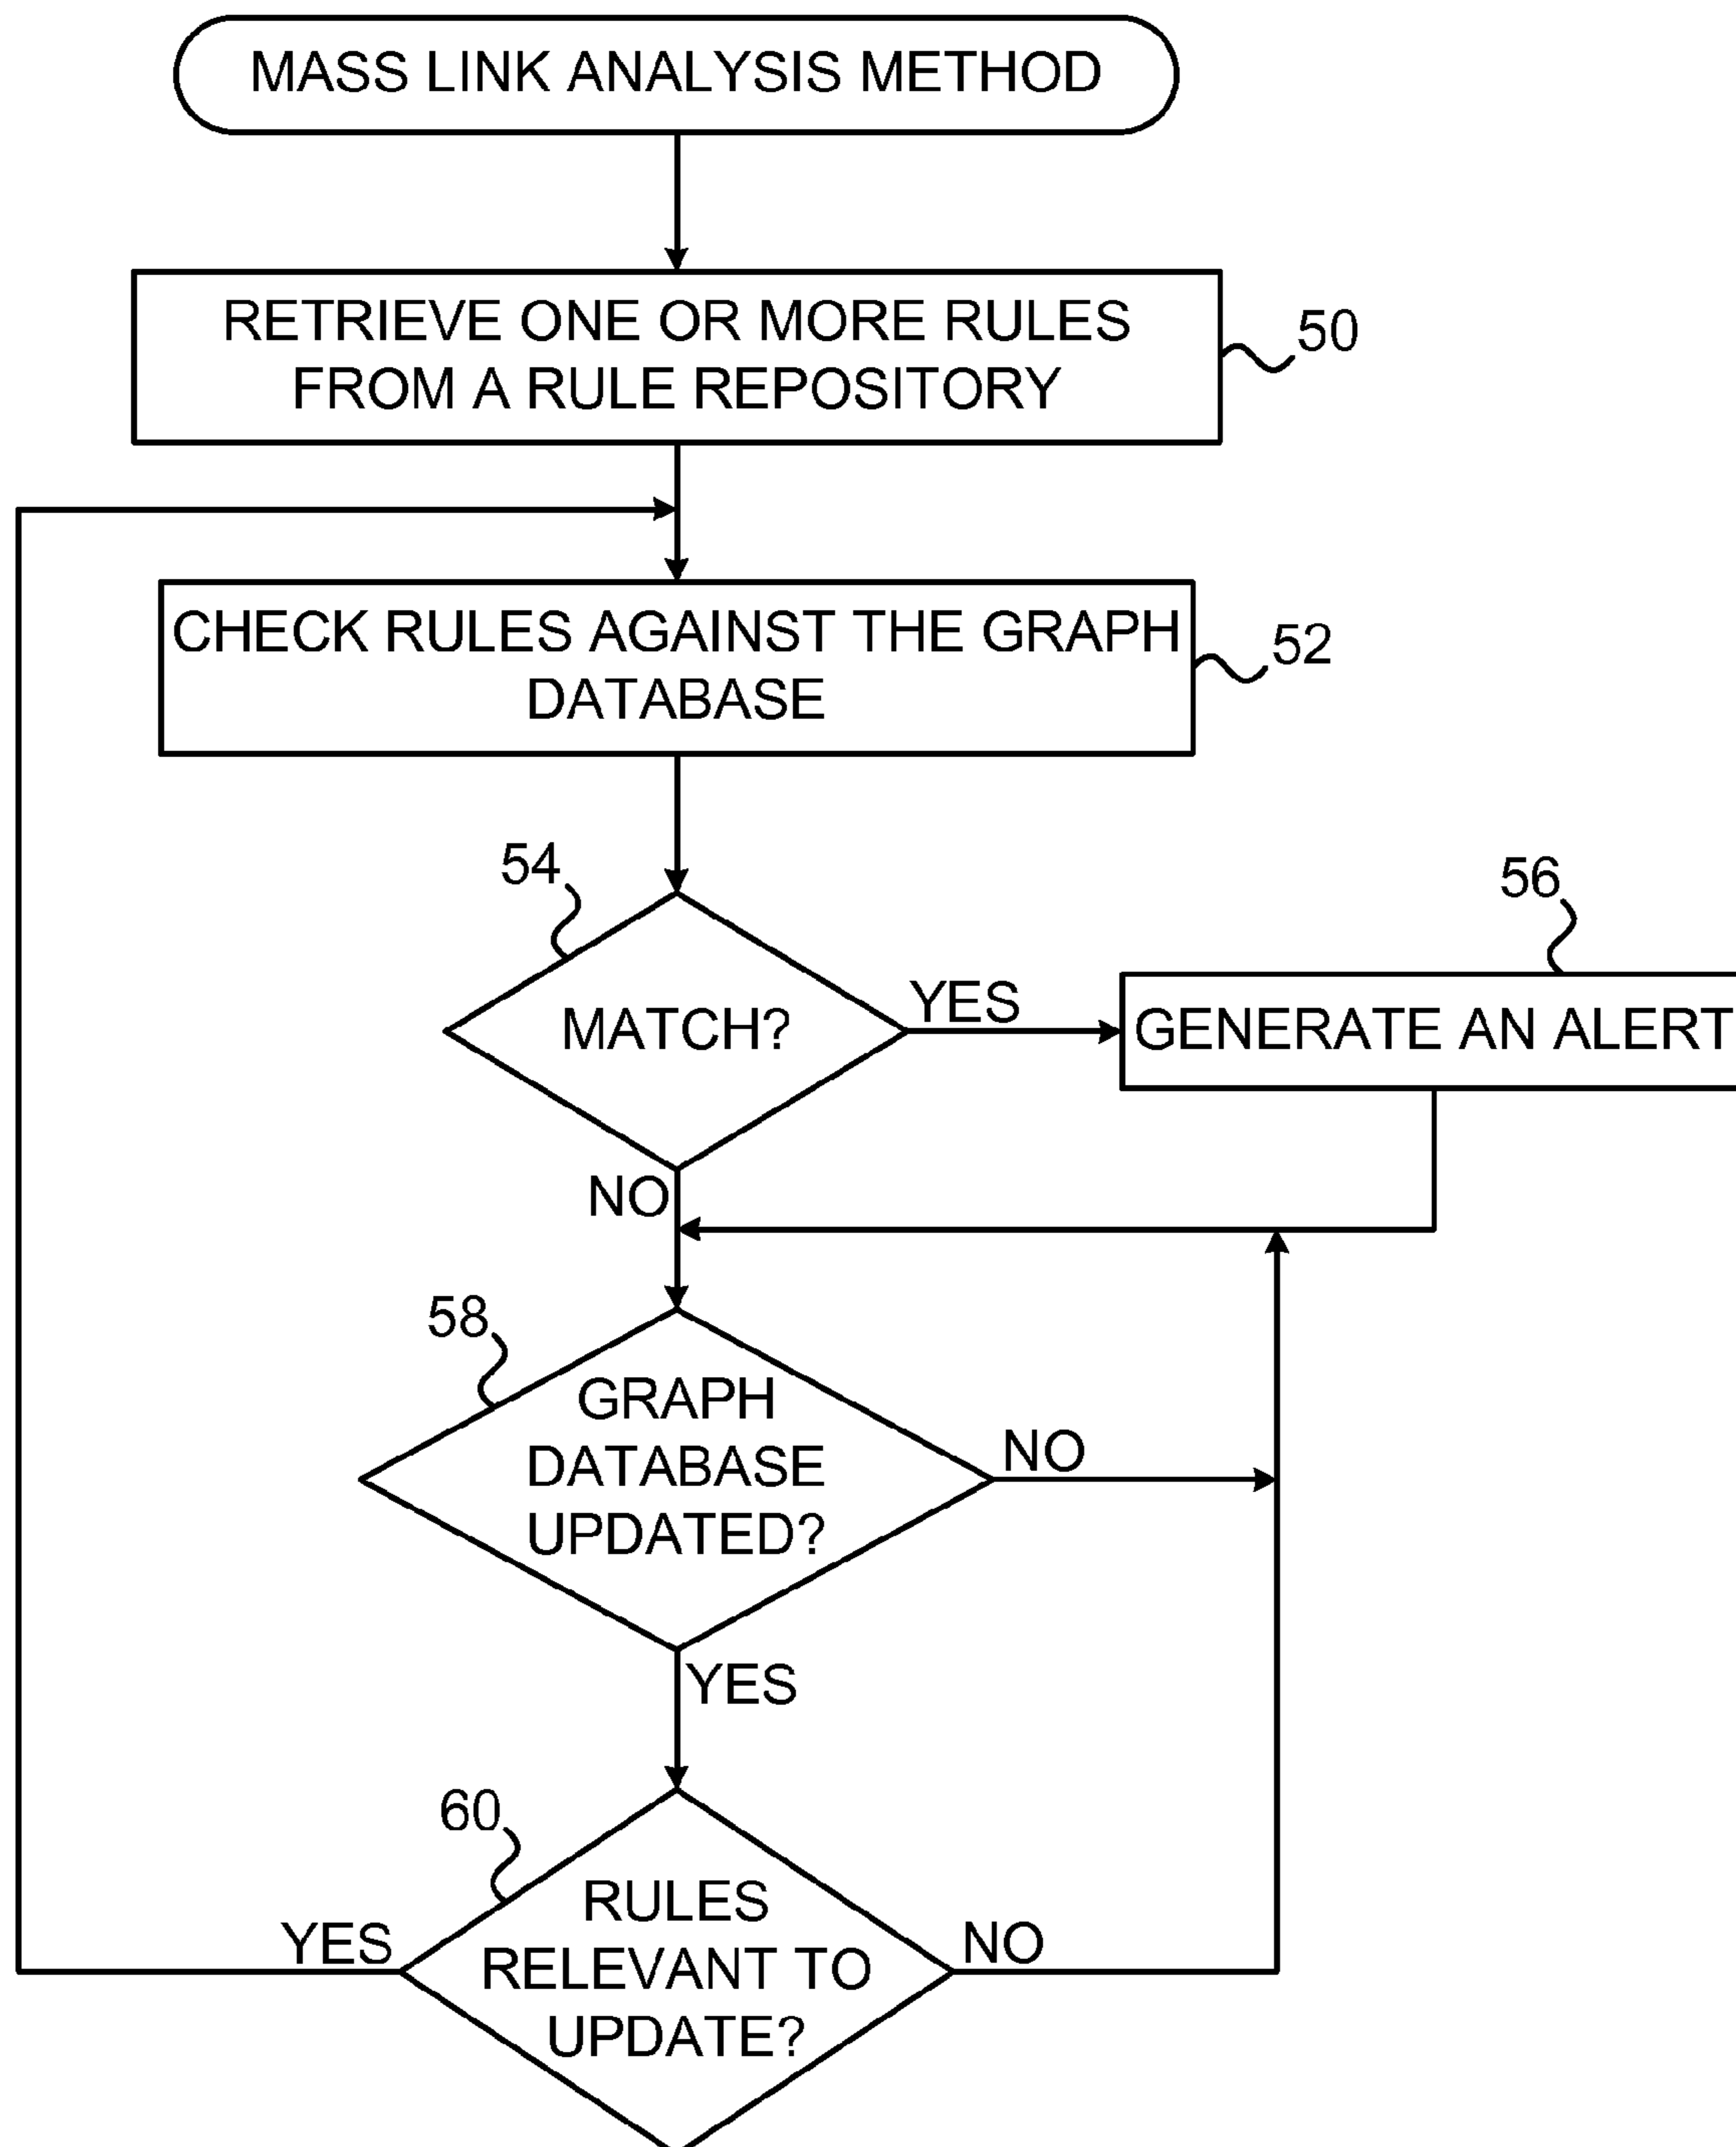 MASS LINK ANALYSIS METHOD
RETRIEVE ONE OR MORE RULES
FROM A RULE REPOSITORY
50
CHECK RULES AGAINST THE GRAPH
DATABASE
52
54
MATCH?
YES
56
GENERATE AN ALERT
NO
58
GRAPH
DATABASE
UPDATED?
NO
YES
60
RULES
RELEVANT TO
UPDATE?
YES
NO